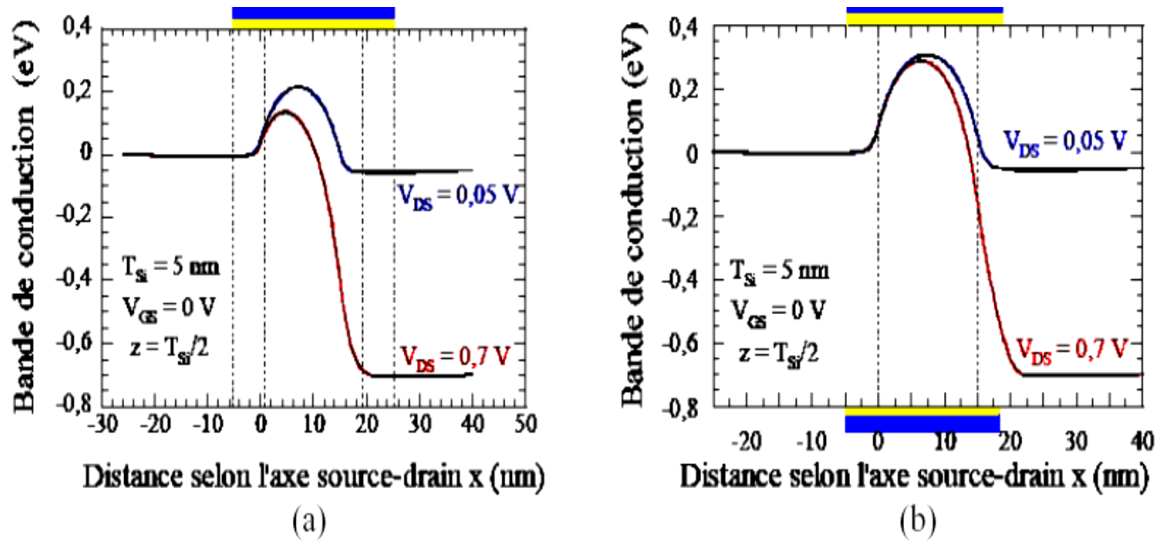 Bande de conduction (eV)
0,4
0,2
0
-0,2
-0,4
-0,6
-0,8
V_DS = 0,05 V
T_Si = 5 nm
V_GS = 0 V
z = T_Si/2
V_DS = 0,7 V
-30 -20 -10 0 10 20 30 40 50
Distance selon l'axe source-drain x (nm)
(a)
(b)
Bande de conduction (eV)
0,4
0,2
0
-0,2
-0,4
-0,6
-0,8
V_DS = 0,05 V
T_Si = 5 nm
V_GS = 0 V
z = T_Si/2
V_DS = 0,7 V
-20 -10 0 10 20 30 40
Distance selon l'axe source-drain x (nm)
(b)